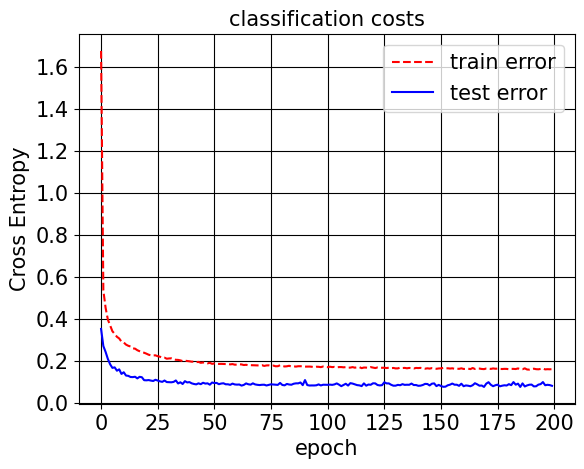 classification costs
train error
test error
Cross Entropy
1.6
1.4
1.2
1.0
0.8
0.6
0.4
0.2
0.0
0 25 50 75 100 125 150 175 200
epoch